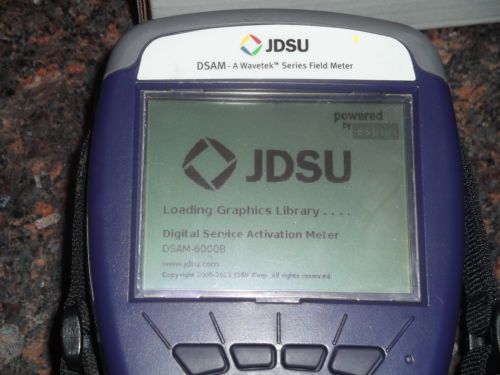 JDSU
DSAM - A Wavetek™ Series Field Meter
powered
by espial
JDSU
Loading Graphics Library . . . .
Digital Service Activation Meter
DSAM-6000B
www.jdsu.com
Copyright 2005-2012 JDSU Corp. All rights reserved